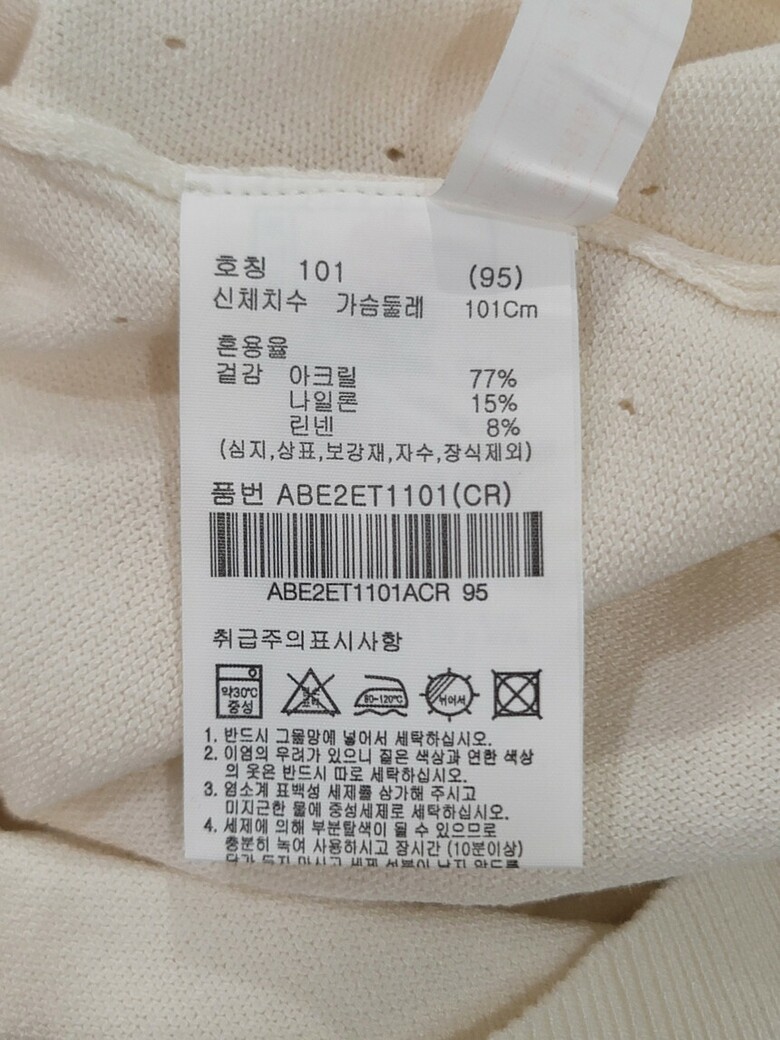 호칭 101 (95)
신체치수 가슴둘레 101Cm
혼용율
겉감 아크릴 77%
나일론 15%
린넨 8%
(심지,상표,보강재,자수,장식제외)
품번 ABE2ET1101(CR)
ABE2ET1101ACR 95
취급주의표시사항
약30℃
중성
80~120℃
뉘어서
1. 반드시 그물망에 넣어서 세탁하십시오.
2. 이염의 우려가 있으니 짙은 색상과 연한 색상
의 옷은 반드시 따로 세탁하십시오.
3. 염소계 표백성 세제를 삼가해 주시고
미지근한 물에 중성세제로 세탁하십시오.
4. 세제에 의해 부분탈색이 될 수 있으므로
충분히 녹여 사용하시고 장시간 (10분이상)